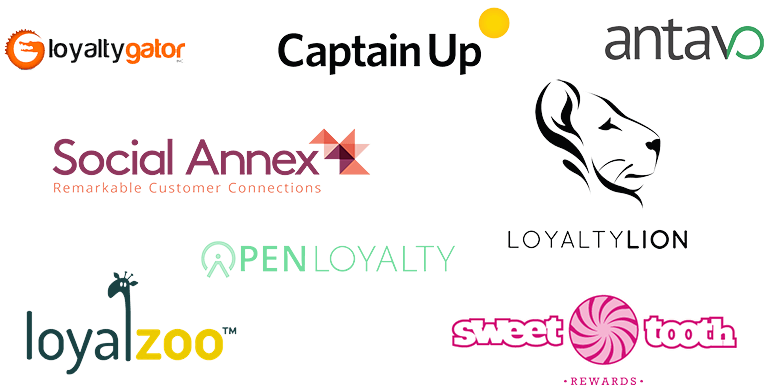 loyaltygator
Captain Up
antavo
Social Annex
Remarkable Customer Connections
LOYALTYLION
OPENLOYALTY
loyalzoo™
sweet tooth
·REWARDS·